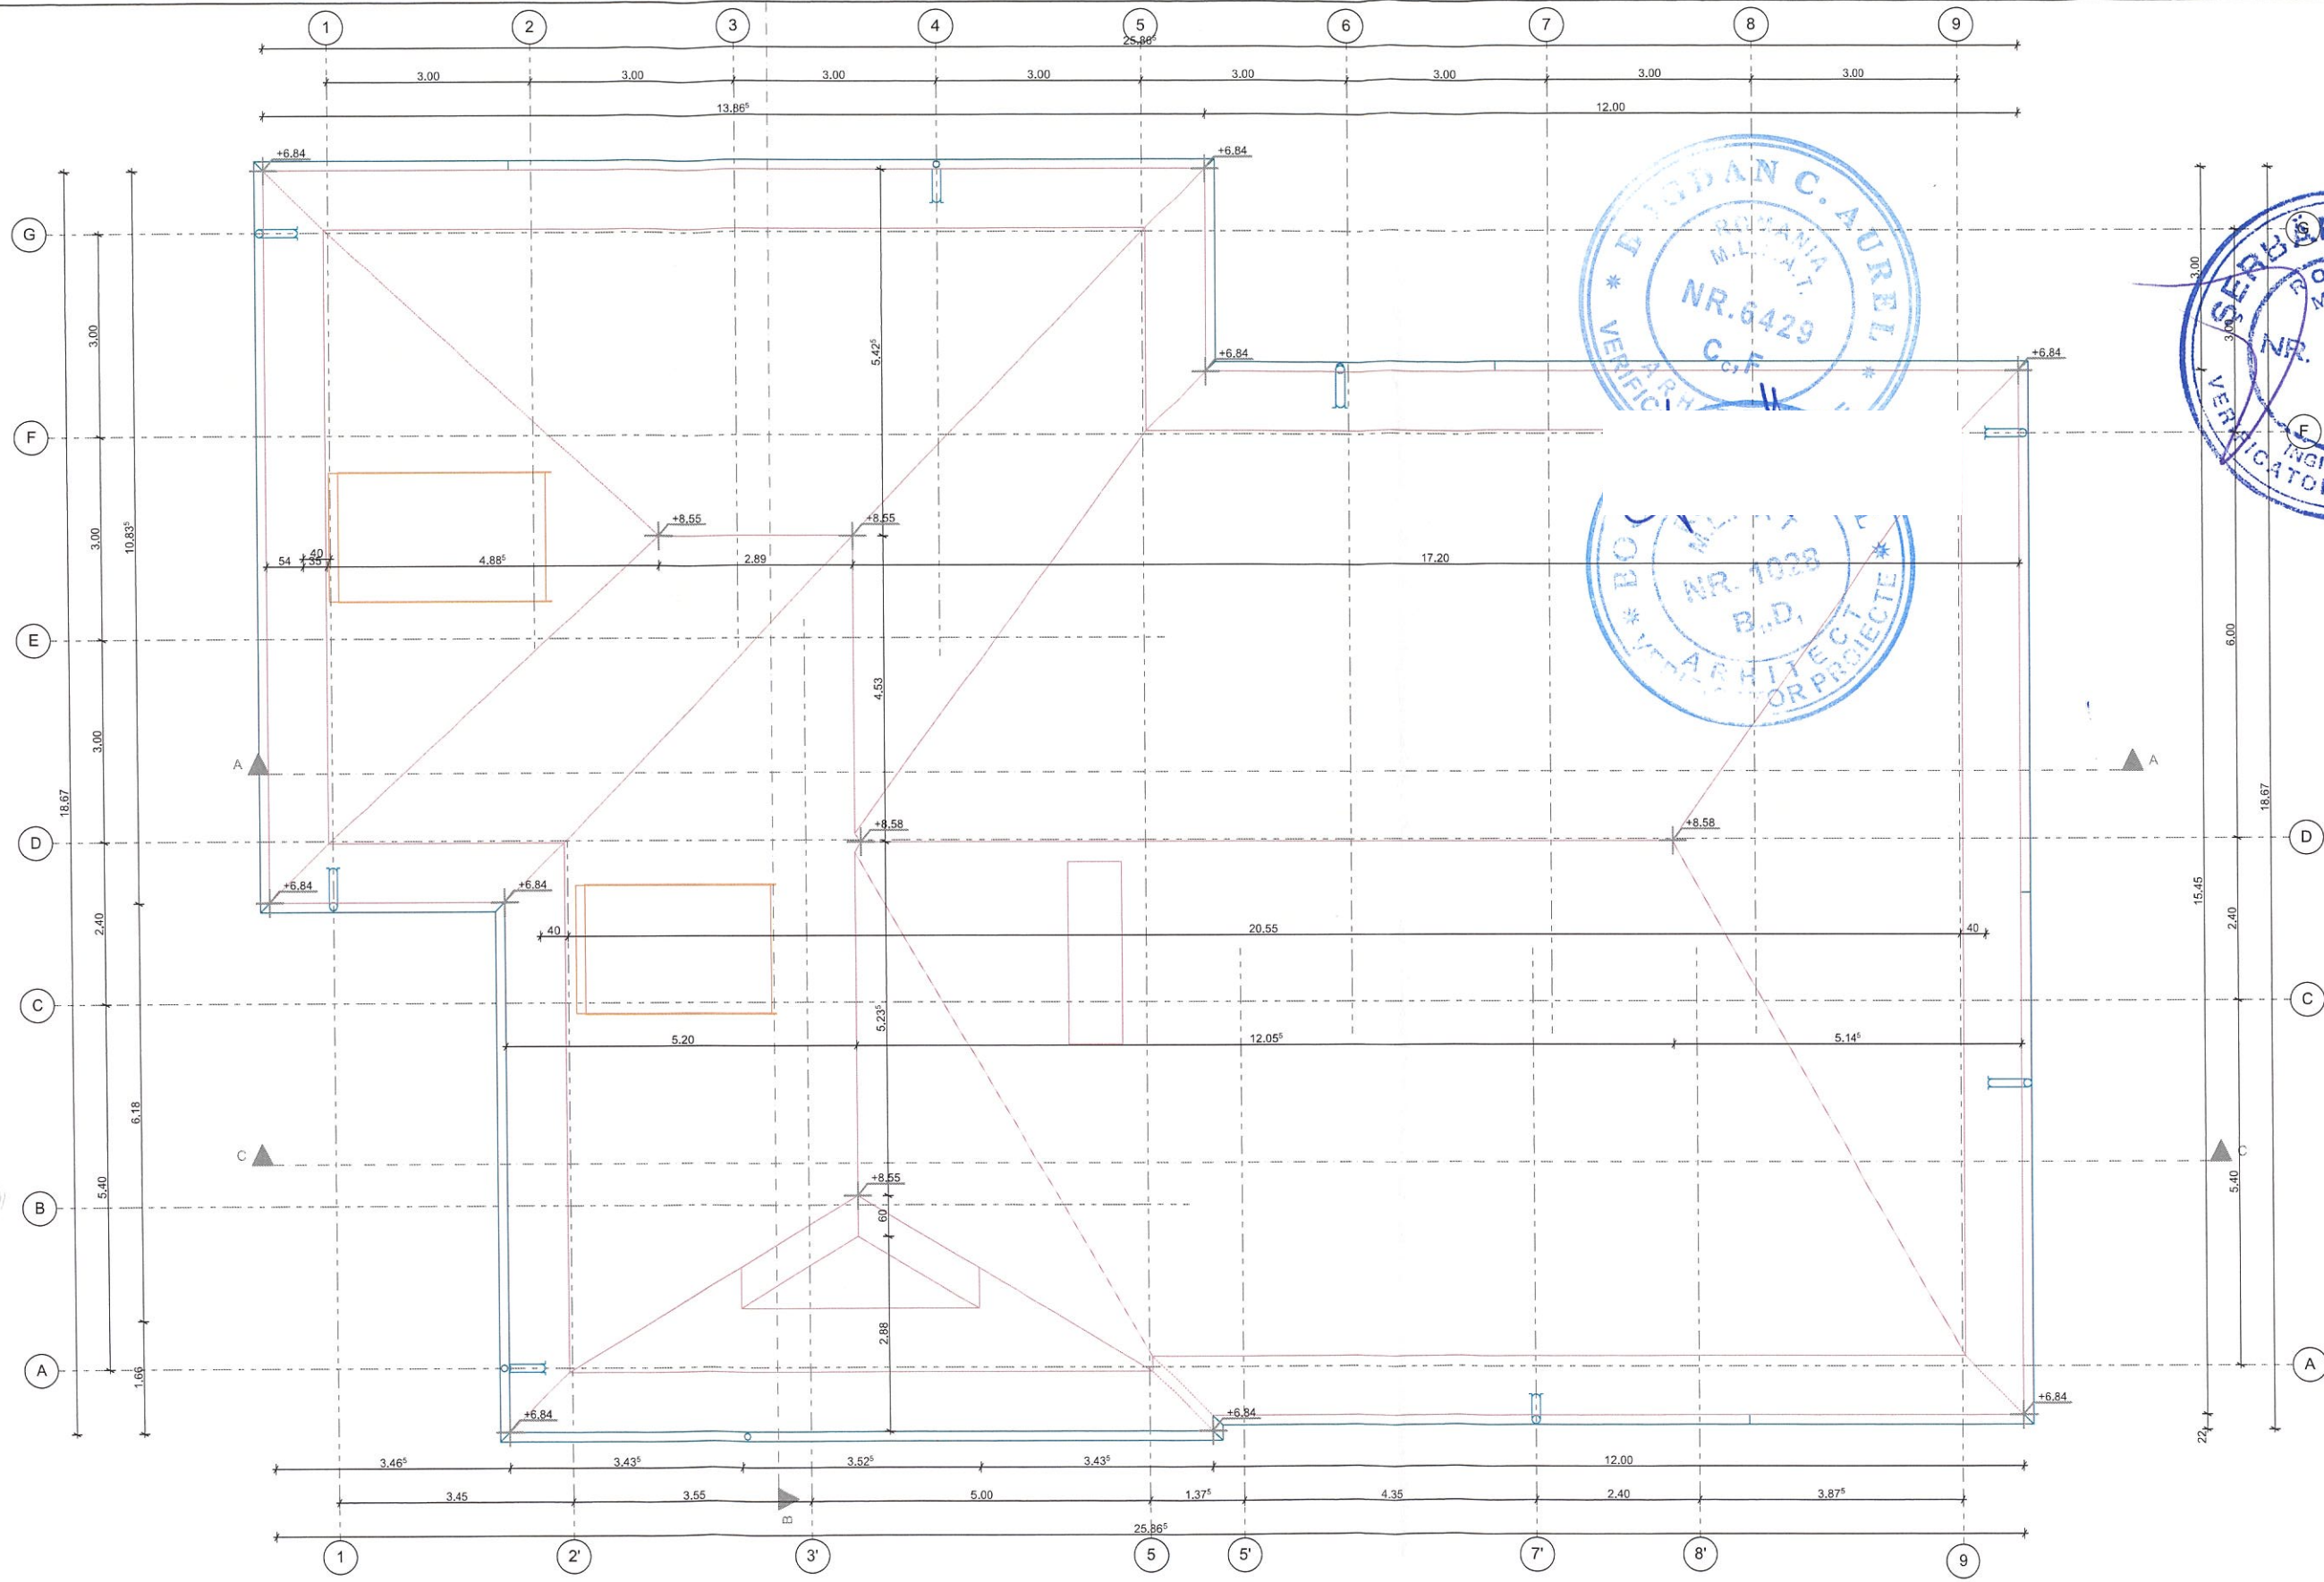 1 2 3 4 5 6 7 8 9
25.86⁵
3.00 3.00 3.00 3.00 3.00 3.00 3.00 3.00
13.86⁵ 12.00
+6.84 +6.84
BOGDAN C. AUREL
ROMANIA
NR. 6429
Cc, F
G
3.00 5.42⁵ 3.00 3.00
+6.84 +6.84
SERB
NR.
VERIFICATOR
F F
+8.55 +8.55
3.00 10.83⁵
54 35 40 4.88⁵ 2.89 17.20
NR. 1028
B, D,
ARHITECT
VERIFICATOR PROIECTE
E
6.00
4.53
3.00
A A
18.67 18.67
+8.58 +8.58
D D
+6.84 +6.84
2.40 15.45 2.40
40 20.55 40
C C
5.23⁵
5.20 12.05⁵ 5.14⁵
6.18
C C
5.40 5.40
+8.55
B
60
2.88
A A
1.66
+6.84 +6.84 +6.84
22
3.46⁵ 3.43⁵ 3.52⁵ 3.43⁵ 12.00
3.45 3.55 5.00 1.37⁵ 4.35 2.40 3.87⁵
B
25.86⁵
1 2' 3' 5 5' 7' 8' 9